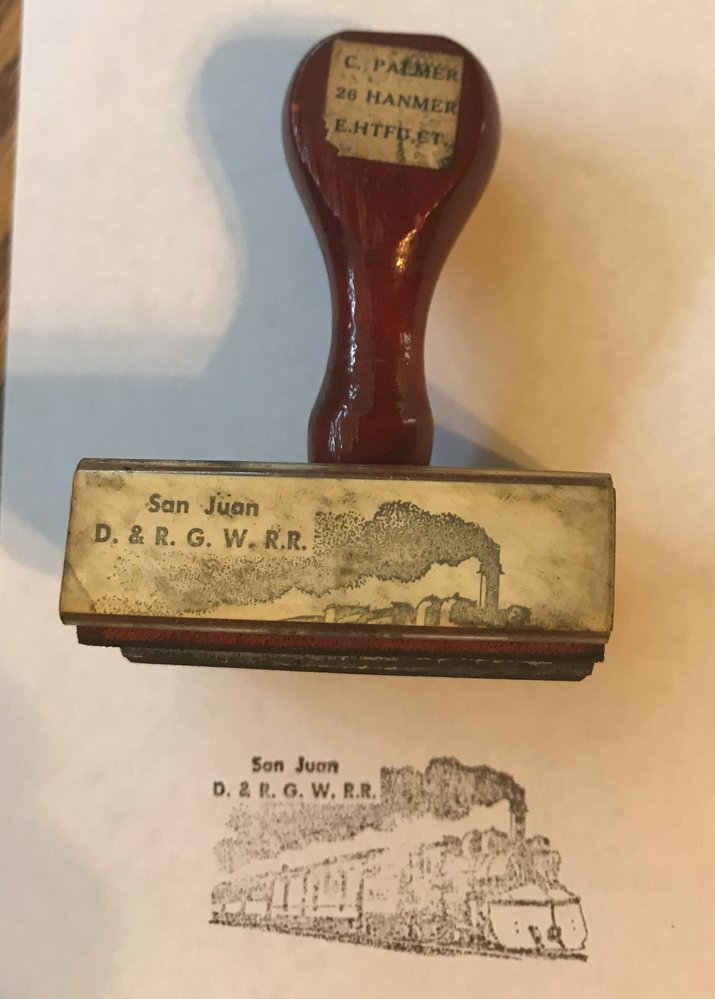 C. PALMER
26 HANMER
E.HTFD,CT.
San Juan
D. & R. G. W. R.R.
San Juan
D. & R. G. W. R.R.